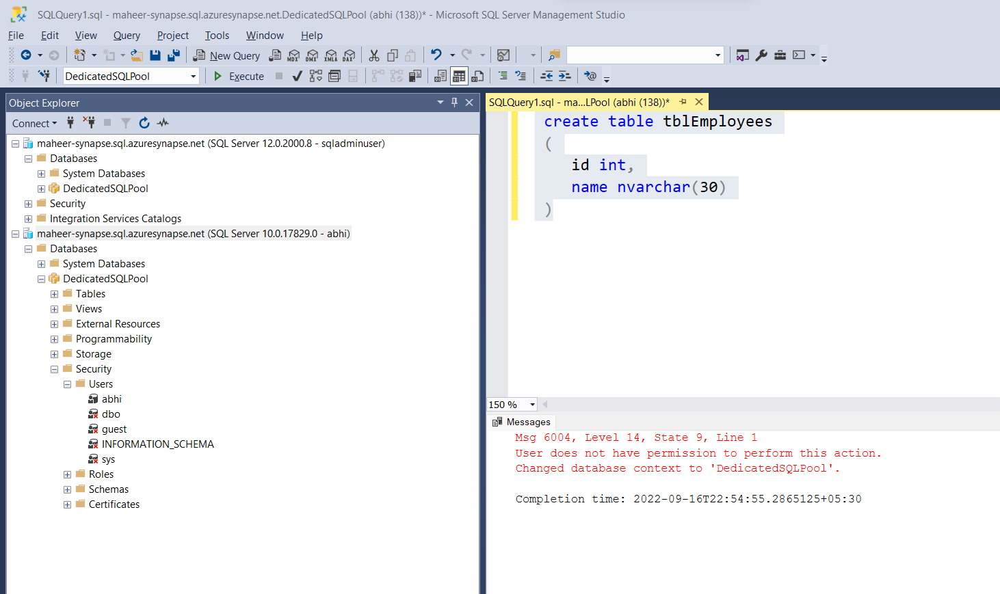 SQLQuery1.sql - maheer-synapse.sql.azuresynapse.net.DedicatedSQLPool (abhi (138))* - Microsoft SQL Server Management Studio
File Edit View Query Project Tools Window Help
New Query MDX DMX XMLA DAX
DedicatedSQLPool Execute
Object Explorer
Connect
maheer-synapse.sql.azuresynapse.net (SQL Server 12.0.2000.8 - sqladminuser)
Databases
System Databases
DedicatedSQLPool
Security
Integration Services Catalogs
maheer-synapse.sql.azuresynapse.net (SQL Server 10.0.17829.0 - abhi)
Databases
System Databases
DedicatedSQLPool
Tables
Views
External Resources
Programmability
Storage
Security
Users
abhi
dbo
guest
INFORMATION_SCHEMA
sys
Roles
Schemas
Certificates
SQLQuery1.sql - ma...LPool (abhi (138))*
create table tblEmployees
(
id int,
name nvarchar(30)
)
150 %
Messages
Msg 6004, Level 14, State 9, Line 1
User does not have permission to perform this action.
Changed database context to 'DedicatedSQLPool'.
Completion time: 2022-09-16T22:54:55.2865125+05:30